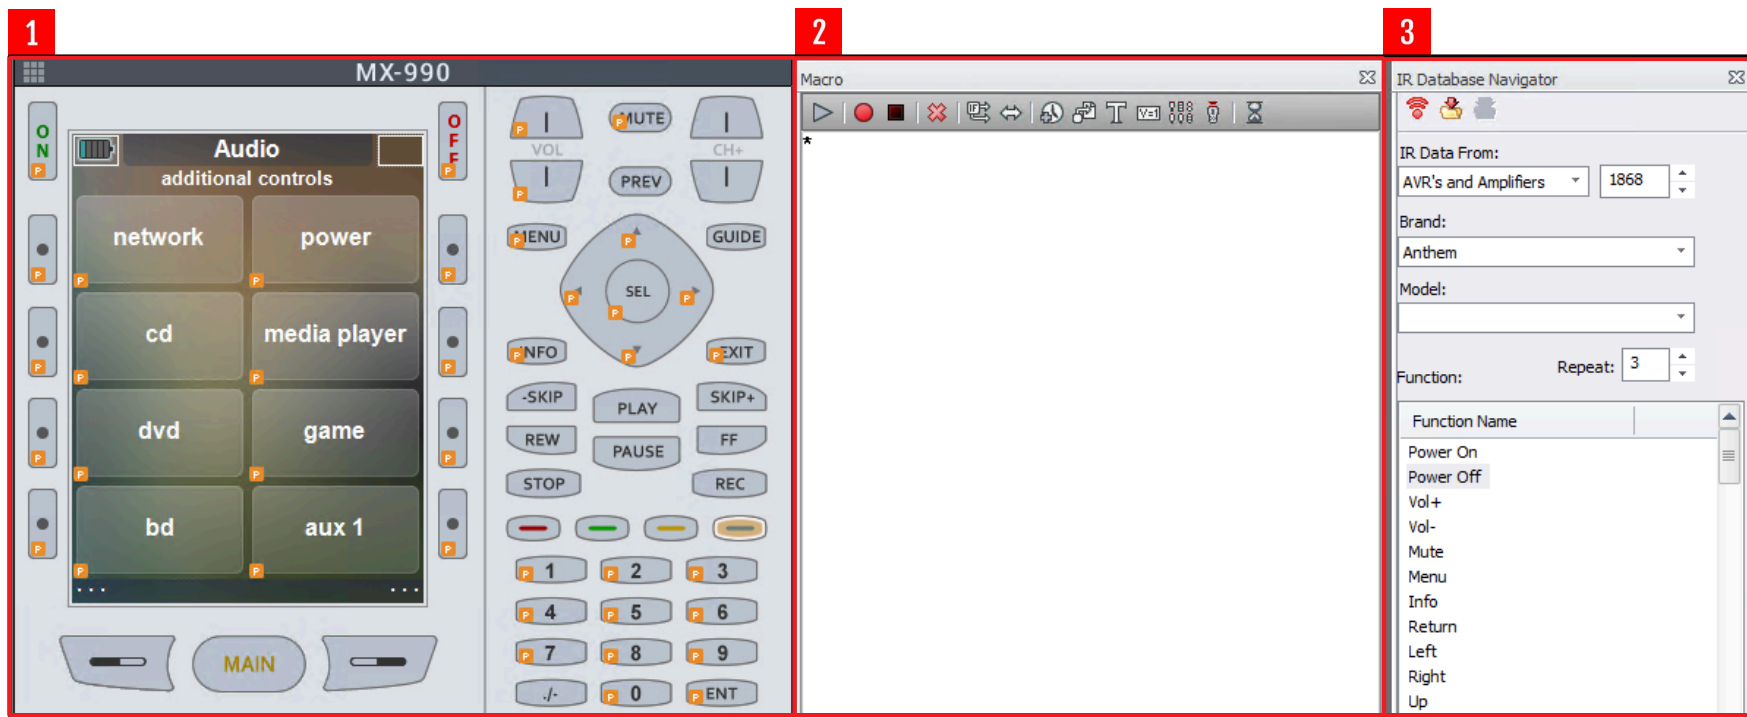 1
MX-990
ON
OFF
Audio
additional controls
network
power
cd
media player
dvd
game
bd
aux 1
...
...
MAIN
VOL
MUTE
CH+
PREV
MENU
GUIDE
SEL
INFO
EXIT
-SKIP
PLAY
SKIP+
REW
PAUSE
FF
STOP
REC
1 2 3
4 5 6
7 8 9
./- 0 ENT
2
Macro
IF
T
V=1
*
3
IR Database Navigator
IR Data From:
AVR's and Amplifiers 1868
Brand:
Anthem
Model:
Repeat: 3
Function:
Function Name
Power On
Power Off
Vol+
Vol-
Mute
Menu
Info
Return
Left
Right
Up